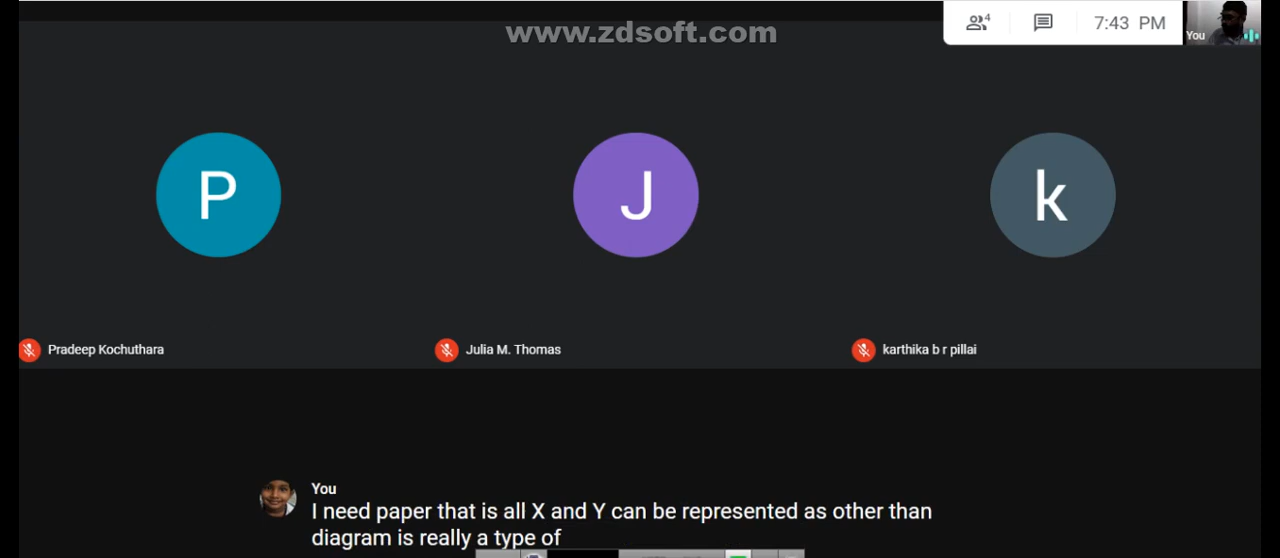 www.zdsoft.com
4
7:43 PM
You
P
J
k
Pradeep Kochuthara
Julia M. Thomas
karthika b r pillai
You
I need paper that is all X and Y can be represented as other than
diagram is really a type of